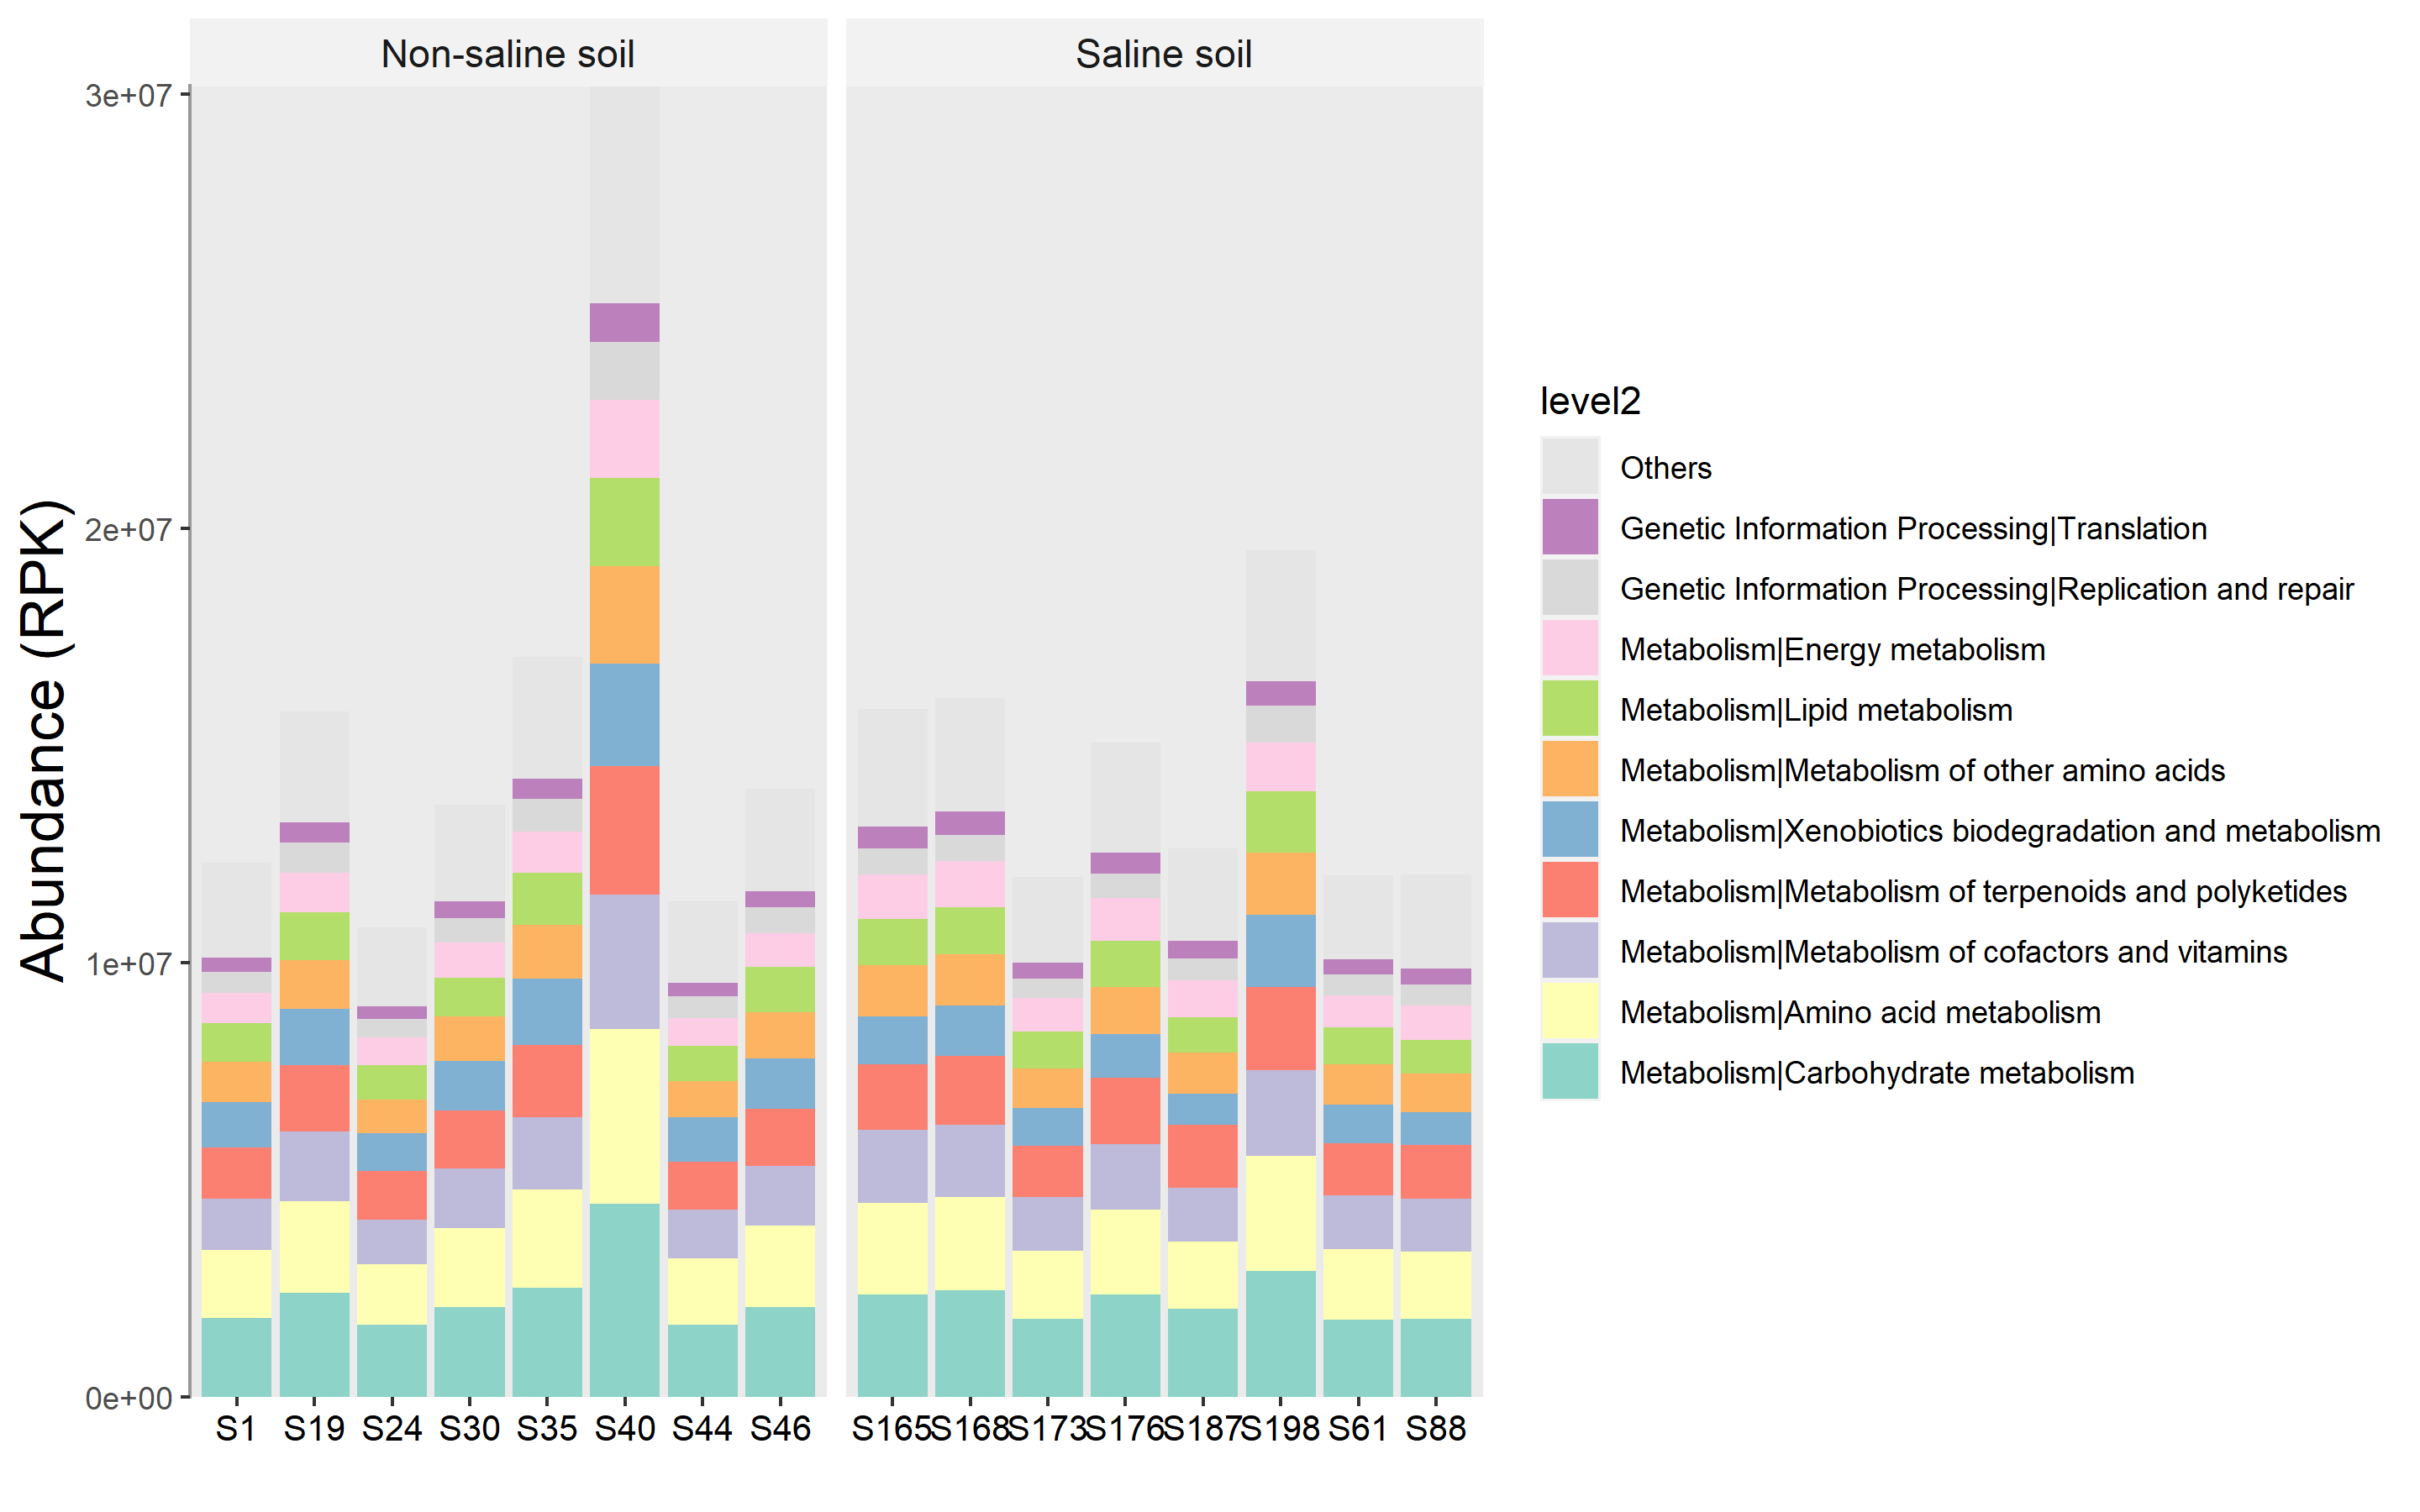 Non-saline soil
Saline soil
3e+07
2e+07
1e+07
0e+00
Abundance (RPK)
S1
S19
S24
S30
S35
S40
S44
S46
S165
S168
S173
S176
S187
S198
S61
S88
level2
Others
Genetic Information Processing|Translation
Genetic Information Processing|Replication and repair
Metabolism|Energy metabolism
Metabolism|Lipid metabolism
Metabolism|Metabolism of other amino acids
Metabolism|Xenobiotics biodegradation and metabolism
Metabolism|Metabolism of terpenoids and polyketides
Metabolism|Metabolism of cofactors and vitamins
Metabolism|Amino acid metabolism
Metabolism|Carbohydrate metabolism